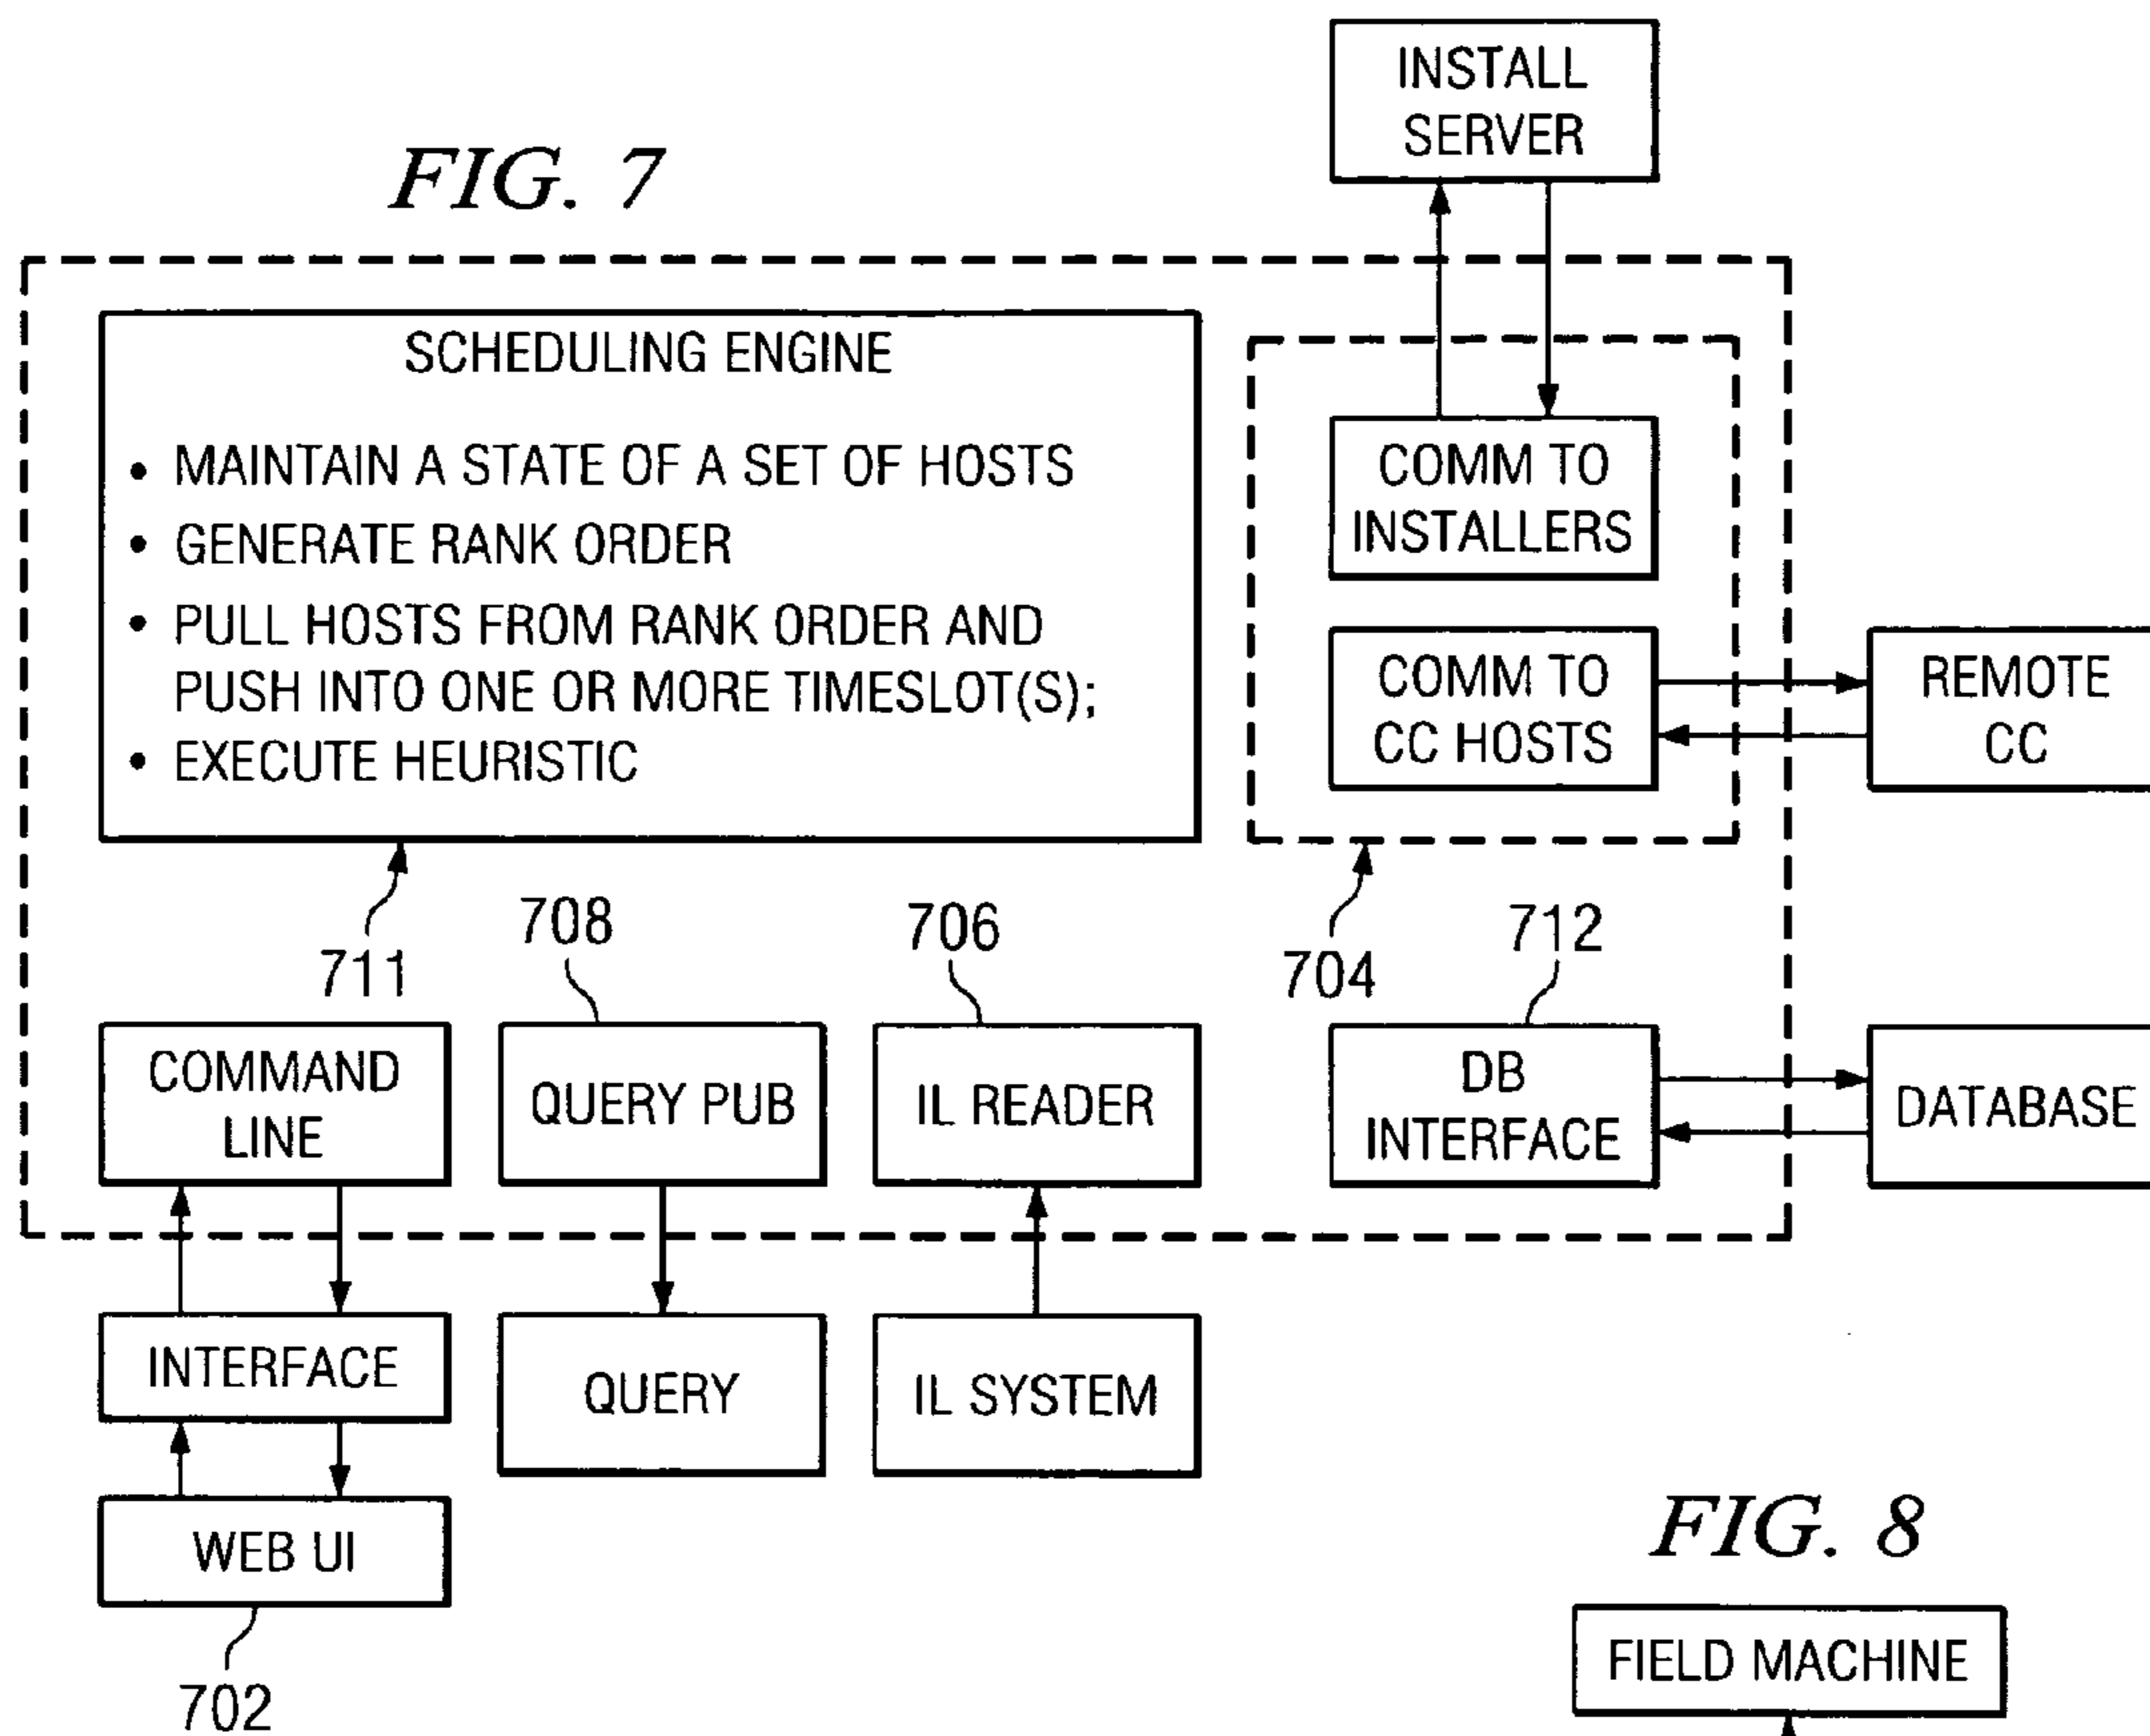 FIG. 7
INSTALL
SERVER
SCHEDULING ENGINE
• MAINTAIN A STATE OF A SET OF HOSTS
• GENERATE RANK ORDER
• PULL HOSTS FROM RANK ORDER AND
PUSH INTO ONE OR MORE TIMESLOT(S);
• EXECUTE HEURISTIC
COMM TO
INSTALLERS
COMM TO
CC HOSTS
REMOTE
CC
711
708
706
704
712
COMMAND
LINE
QUERY PUB
IL READER
DB
INTERFACE
DATABASE
INTERFACE
QUERY
IL SYSTEM
WEB UI
702
FIG. 8
FIELD MACHINE